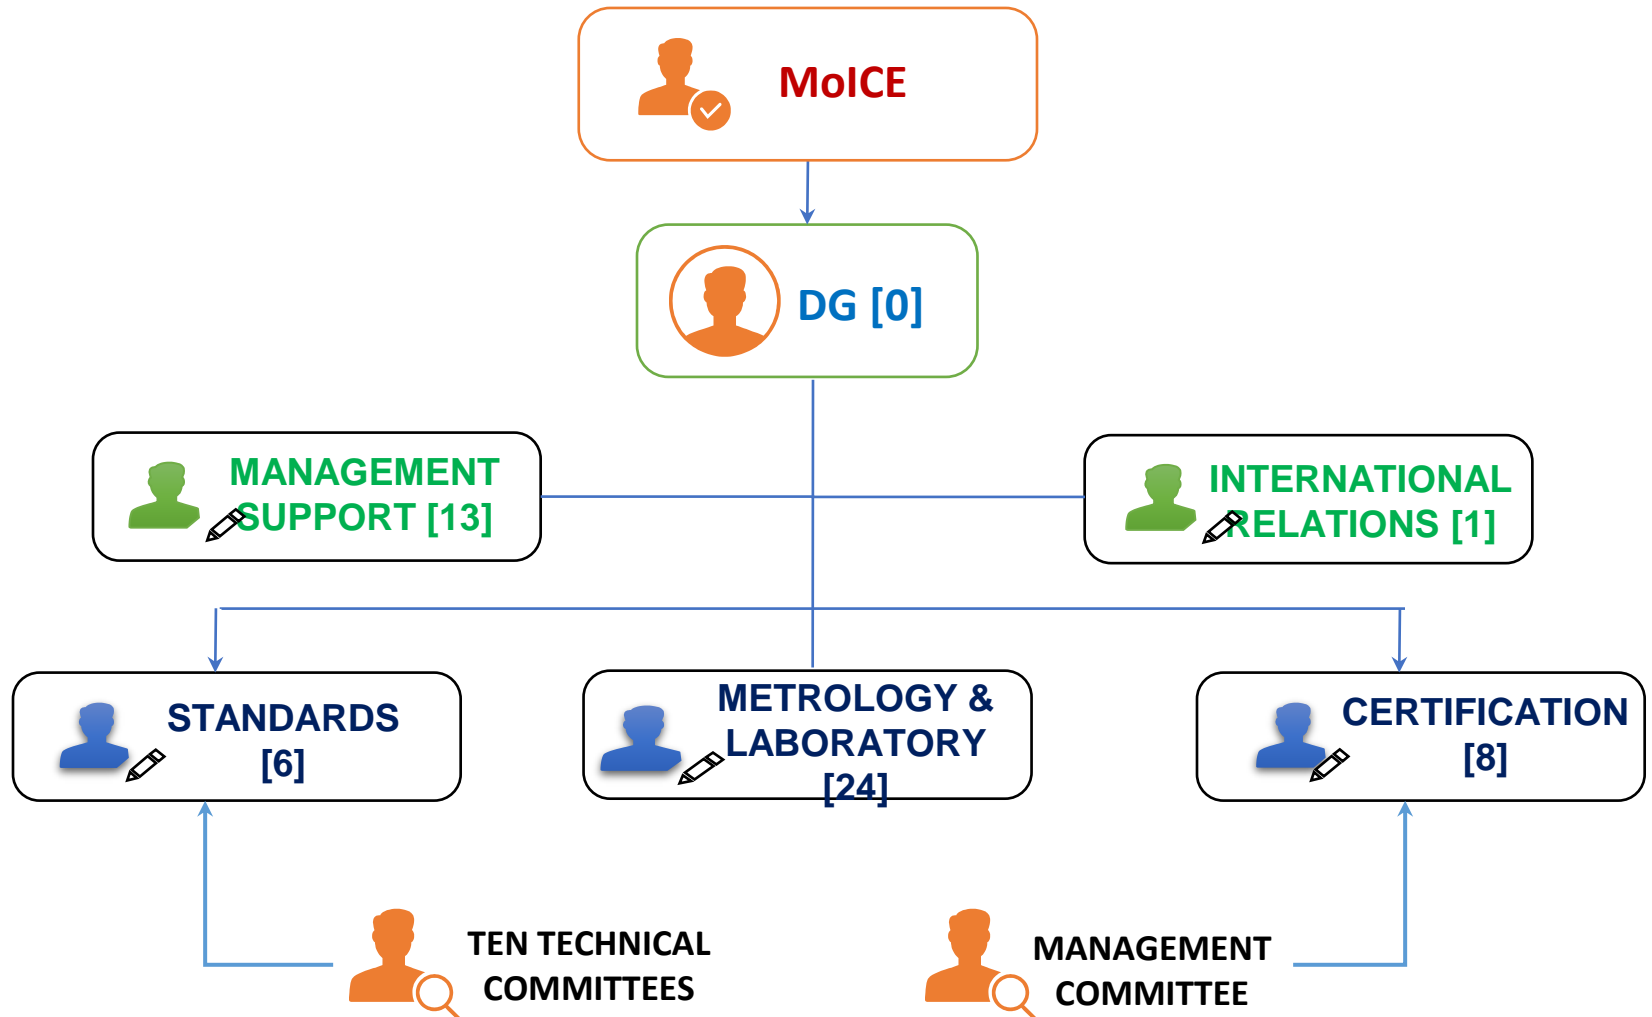 MoICE
DG [0]
MANAGEMENT
SUPPORT [13]
INTERNATIONAL
RELATIONS [1]
STANDARDS
[6]
METROLOGY &
LABORATORY
[24]
CERTIFICATION
[8]
TEN TECHNICAL
COMMITTEES
MANAGEMENT
COMMITTEE